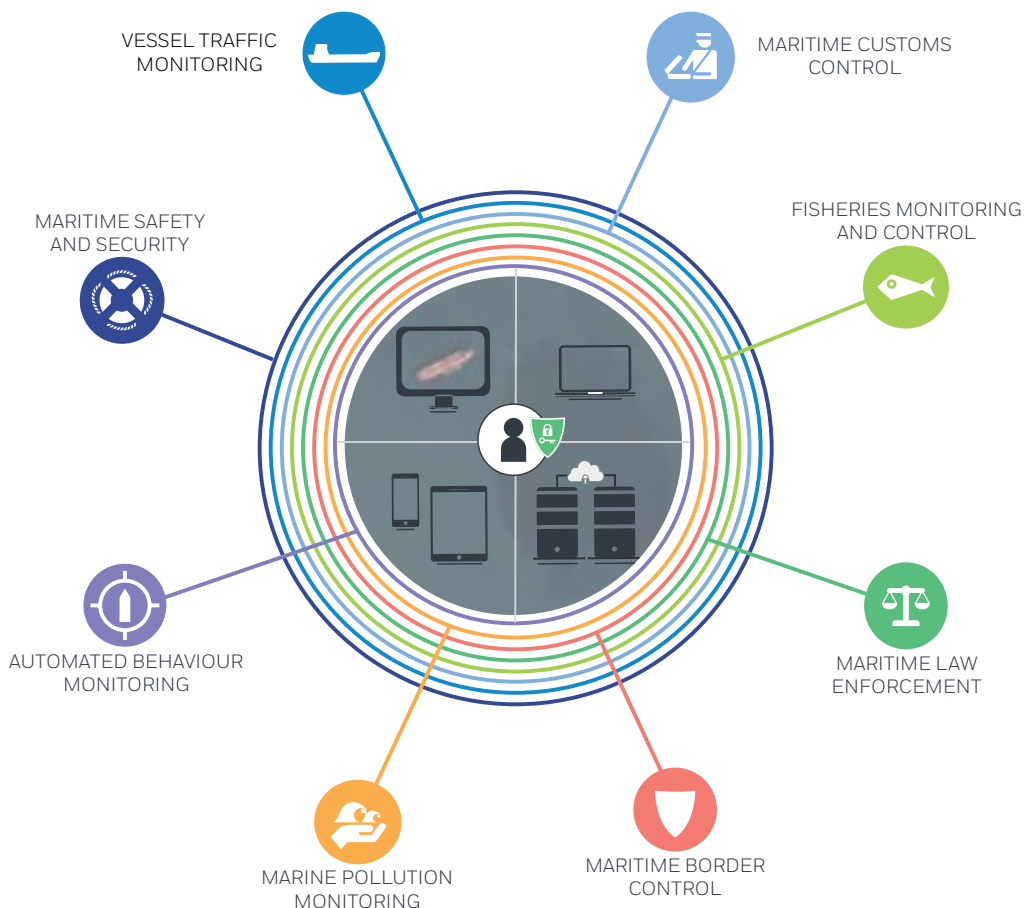 VESSEL TRAFFIC
MONITORING
MARITIME CUSTOMS
CONTROL
MARITIME SAFETY
AND SECURITY
FISHERIES MONITORING
AND CONTROL
AUTOMATED BEHAVIOUR
MONITORING
MARITIME LAW
ENFORCEMENT
MARINE POLLUTION
MONITORING
MARITIME BORDER
CONTROL